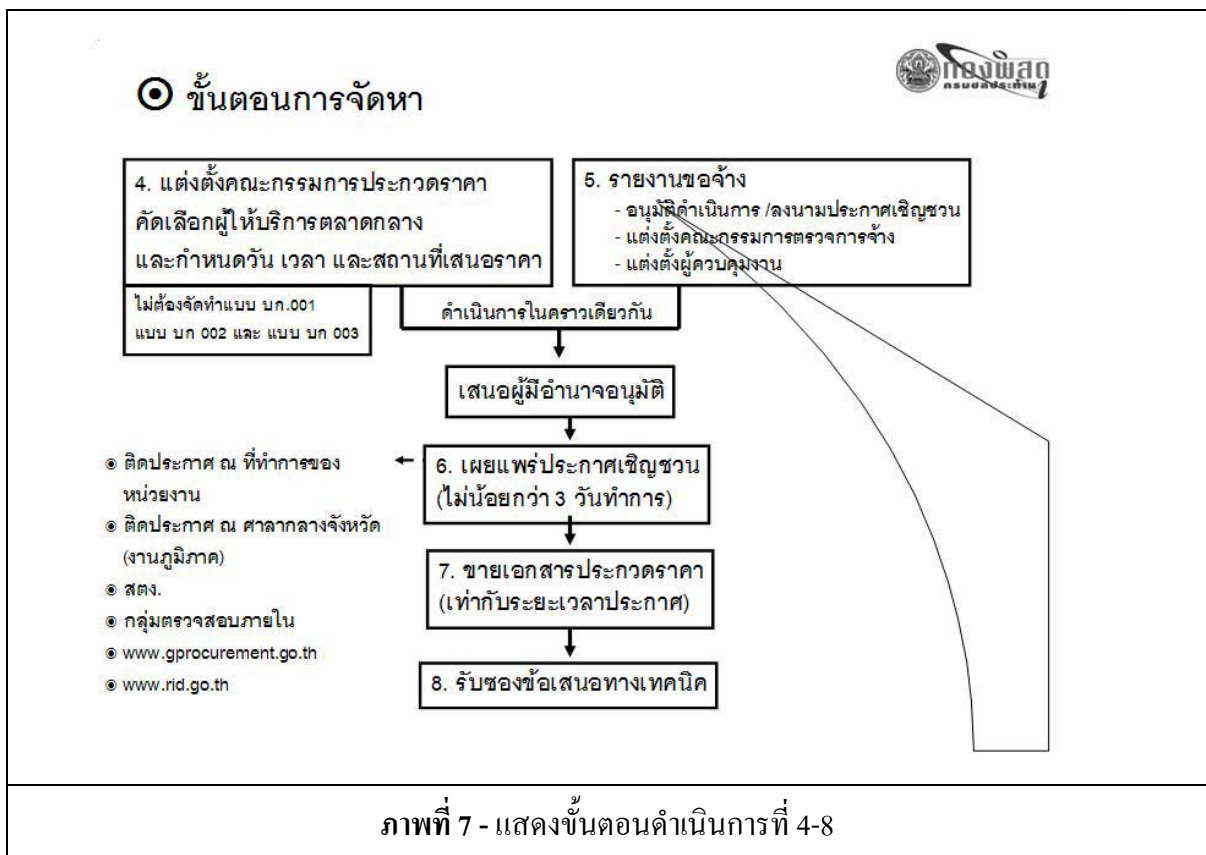 กองพัสดุ
กรมชลประทาน
⊙ ขั้นตอนการจัดหา
4. แต่งตั้งคณะกรรมการประกวดราคา
คัดเลือกผู้ให้บริการตลาดกลาง
และกำหนดวัน เวลา และสถานที่เสนอราคา
ไม่ต้องจัดทำแบบ บก.001
แบบ บก 002 และ แบบ บก 003
5. รายงานขอจ้าง
- อนุมัติดำเนินการ /ลงนามประกาศเชิญชวน
- แต่งตั้งคณะกรรมการตรวจการจ้าง
- แต่งตั้งผู้ควบคุมงาน
ดำเนินการในคราวเดียวกัน
เสนอผู้มีอำนาจอนุมัติ
6. เผยแพร่ประกาศเชิญชวน
(ไม่น้อยกว่า 3 วันทำการ)
◉ ติดประกาศ ณ ที่ทำการของ
หน่วยงาน
◉ ติดประกาศ ณ ศาลากลางจังหวัด
(งานภูมิภาค)
◉ สตง.
◉ กลุ่มตรวจสอบภายใน
◉ www.gprocurement.go.th
◉ www.rid.go.th
7. ขายเอกสารประกวดราคา
(เท่ากับระยะเวลาประกาศ)
8. รับซองข้อเสนอทางเทคนิค
ภาพที่ 7 - แสดงขั้นตอนดำเนินการที่ 4-8